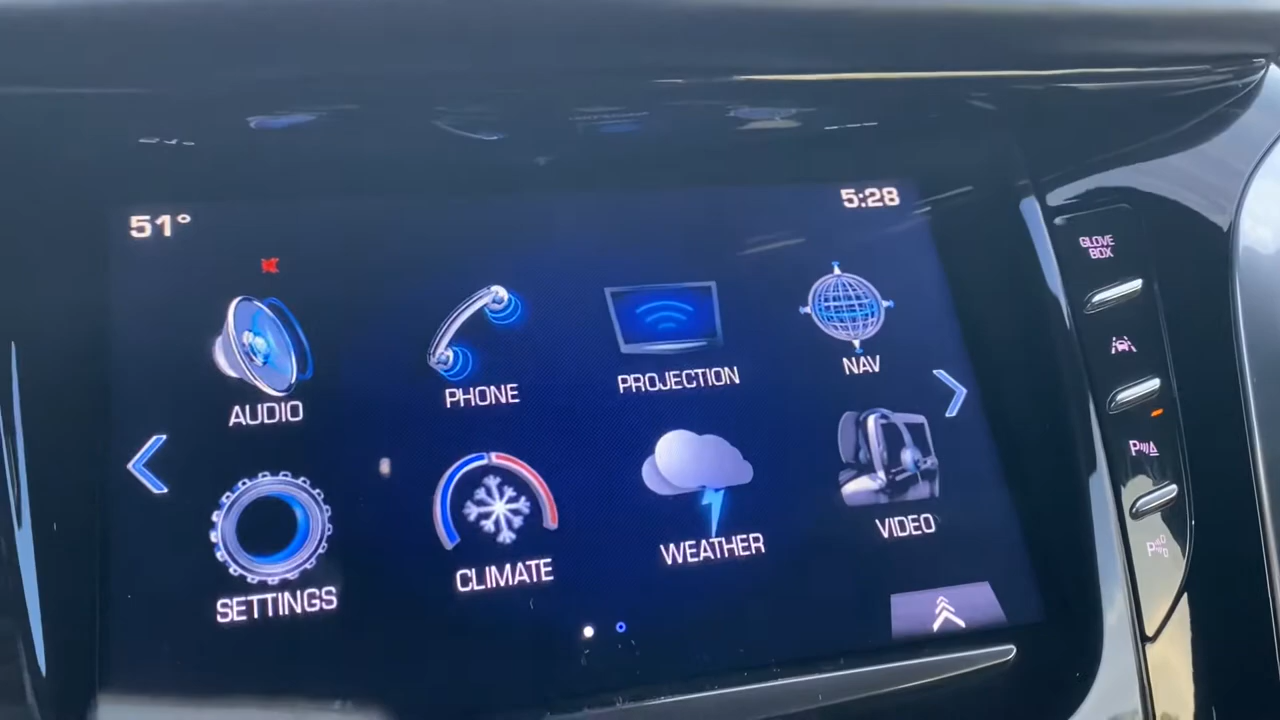 51°
5:28
AUDIO
PHONE
PROJECTION
NAV
SETTINGS
CLIMATE
WEATHER
VIDEO
GLOVE
BOX
P
P